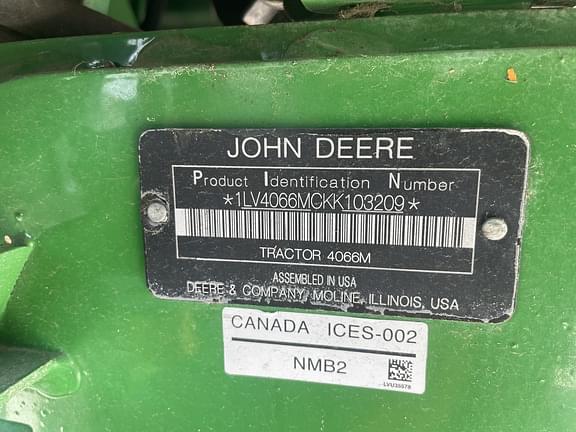 JOHN DEERE
Product Identification Number
*1LV4066MCKK103209*
TRACTOR 4066M
ASSEMBLED IN USA
DEERE & COMPANY MOLINE, ILLINOIS, USA
CANADA ICES-002
NMB2
LVU35578